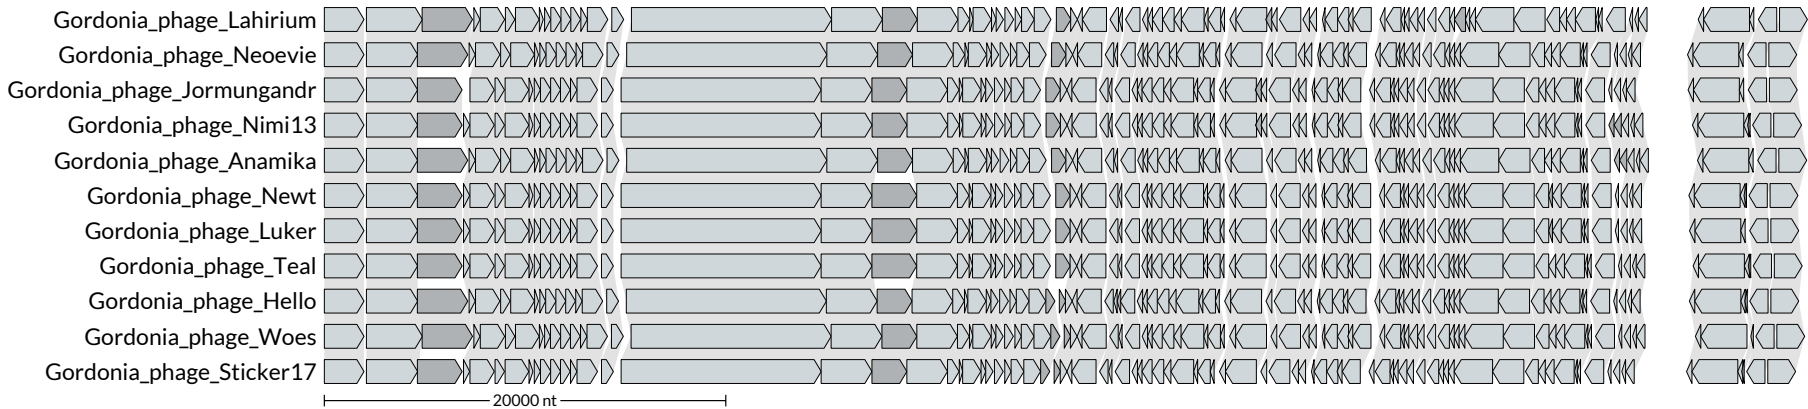 Gordonia_phage_Lahirium
Gordonia_phage_Neoevie
Gordonia_phage_Jormungandr
Gordonia_phage_Nimi13
Gordonia_phage_Anamika
Gordonia_phage_Newt
Gordonia_phage_Luker
Gordonia_phage_Teal
Gordonia_phage_Hello
Gordonia_phage_Woes
Gordonia_phage_Sticker17
20000 nt